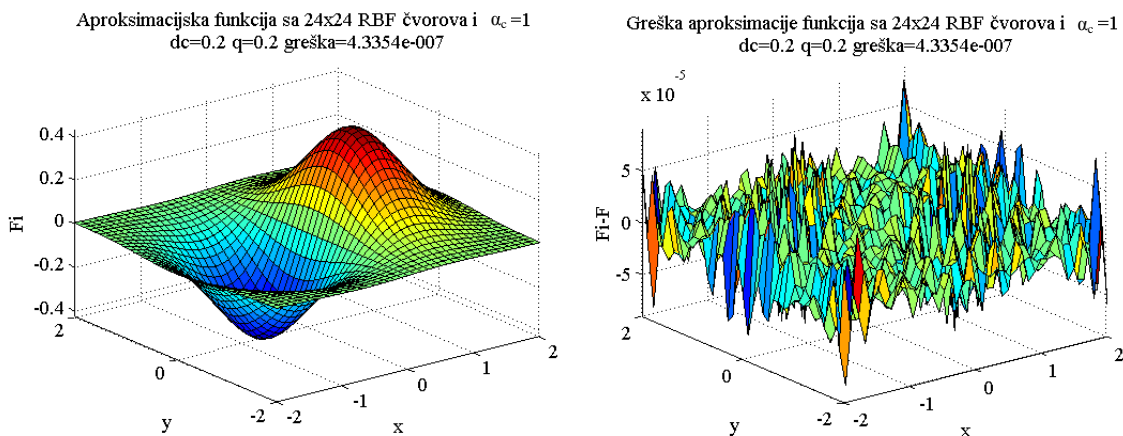 Aproksimacijska funkcija sa 24x24 RBF čvorova i αc =1
dc=0.2 q=0.2 greška=4.3354e-007
0.4
0.2
0
-0.2
-0.4
Fi
2
0
-2
y
-2
-1
0
1
2
x
Greška aproksimacije funkcija sa 24x24 RBF čvorova i αc =1
dc=0.2 q=0.2 greška=4.3354e-007
x 10-5
5
0
-5
Fi-F
2
0
-2
y
-2
-1
0
1
2
x